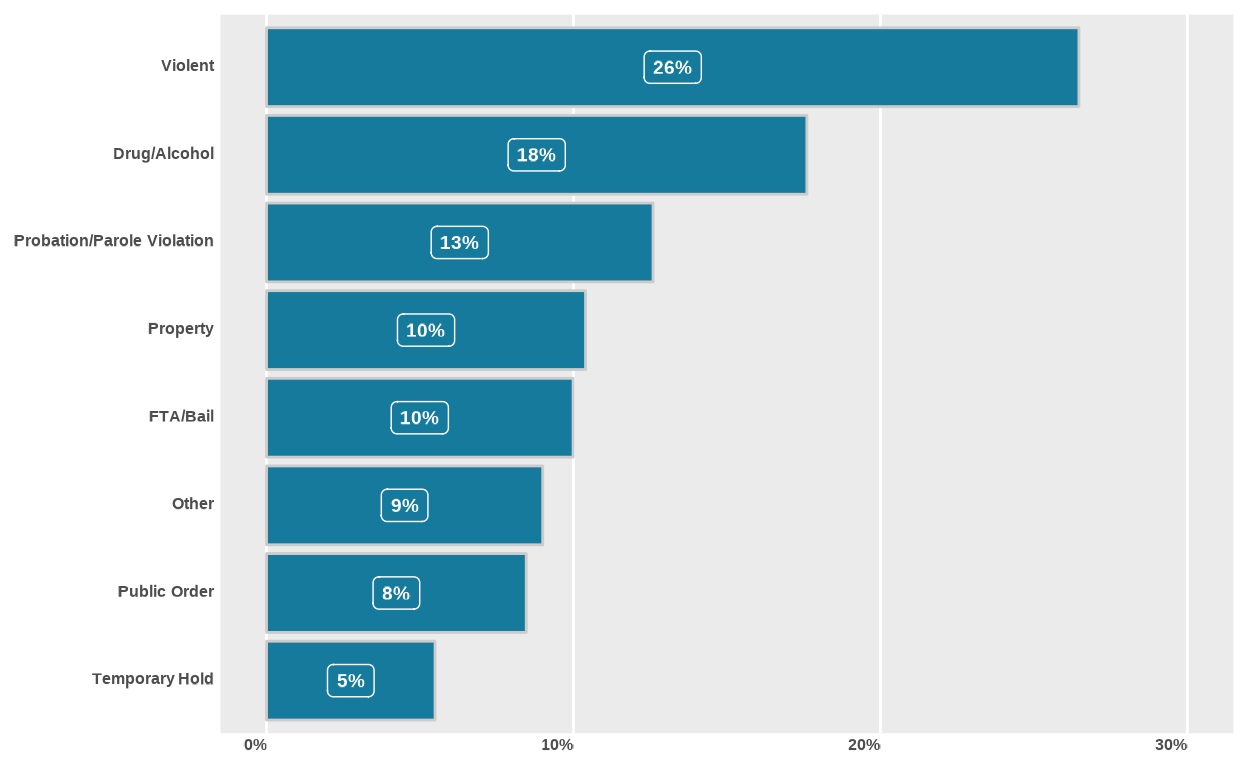 Violent 26%
Drug/Alcohol 18%
Probation/Parole Violation 13%
Property 10%
FTA/Bail 10%
Other 9%
Public Order 8%
Temporary Hold 5%
0% 10% 20% 30%